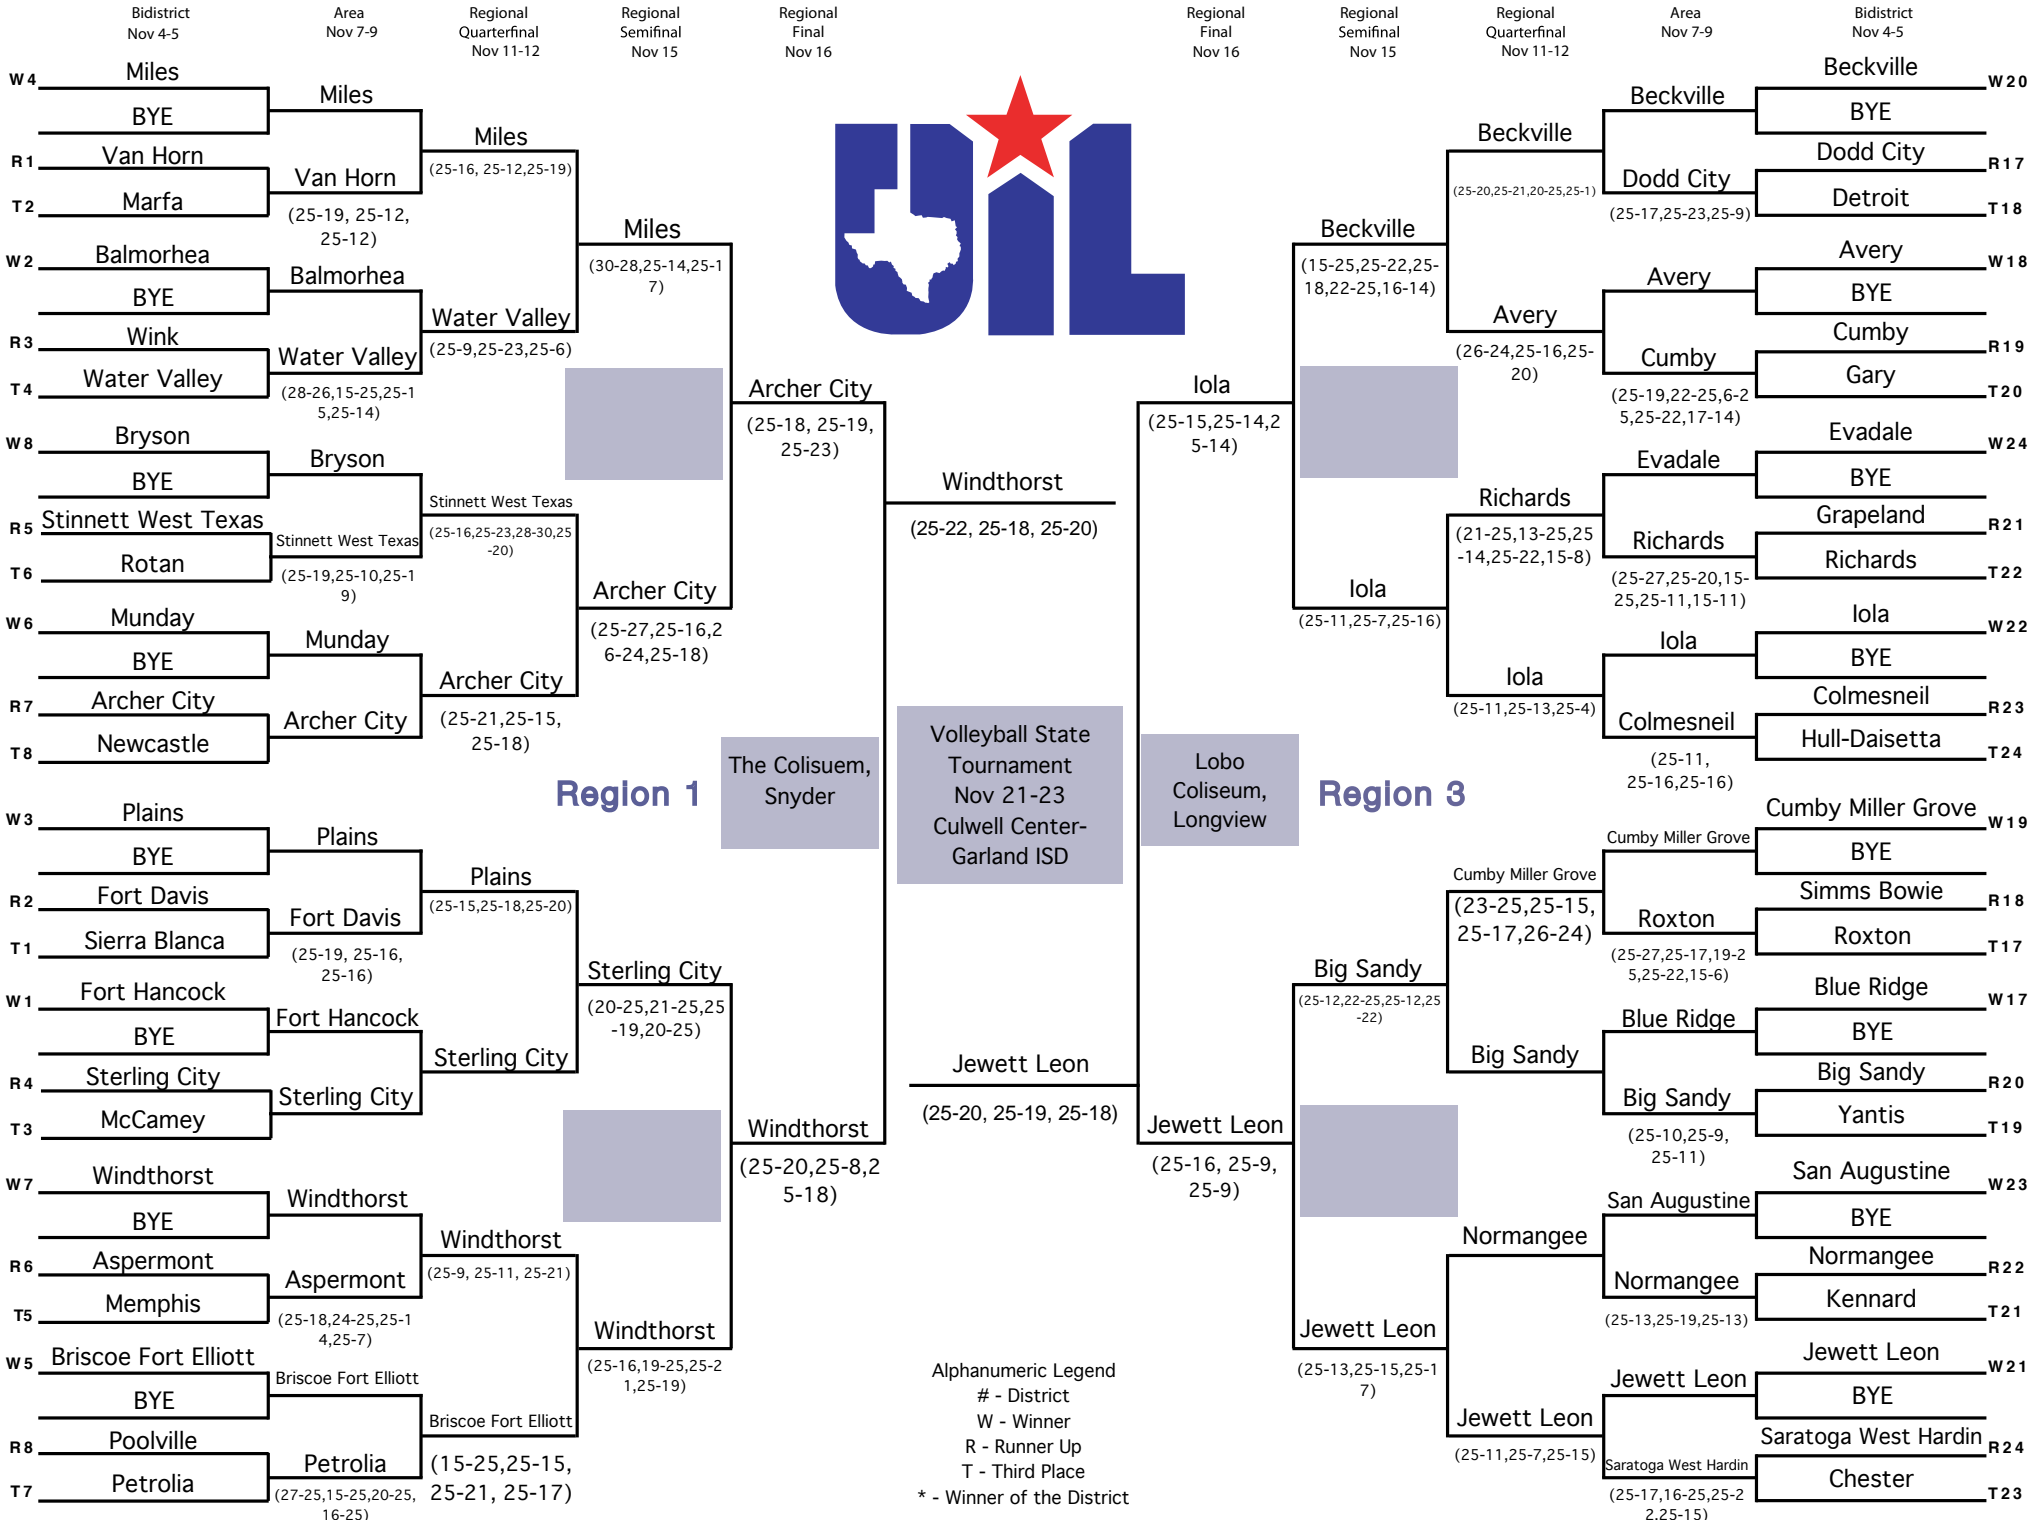 Bidistrict
Nov 4-5
Area
Nov 7-9
Regional
Quarterfinal
Nov 11-12
Regional
Semifinal
Nov 15
Regional
Final
Nov 16
Regional
Final
Nov 16
Regional
Semifinal
Nov 15
Regional
Quarterfinal
Nov 11-12
Area
Nov 7-9
Bidistrict
Nov 4-5
W4 Miles
BYE
R1 Van Horn
T2 Marfa
W2 Balmorhea
BYE
R3 Wink
T4 Water Valley
W8 Bryson
BYE
R5 Stinnett West Texas
T6 Rotan
W6 Munday
BYE
R7 Archer City
T8 Newcastle
W3 Plains
BYE
R2 Fort Davis
T1 Sierra Blanca
W1 Fort Hancock
BYE
R4 Sterling City
T3 McCamey
W7 Windthorst
BYE
R6 Aspermont
T5 Memphis
W5 Briscoe Fort Elliott
BYE
R8 Poolville
T7 Petrolia
Miles
Van Horn
(25-19, 25-12,
25-12)
Balmorhea
Water Valley
(28-26,15-25,25-1
5,25-14)
Bryson
Stinnett West Texas
(25-19,25-10,25-1
9)
Munday
Archer City
Plains
Fort Davis
(25-19, 25-16,
25-16)
Fort Hancock
Sterling City
Windthorst
Aspermont
(25-18,24-25,25-1
4,25-7)
Briscoe Fort Elliott
Petrolia
(27-25,15-25,20-25,
16-25)
Miles
(25-16, 25-12,25-19)
Water Valley
(25-9,25-23,25-6)
Stinnett West Texas
(25-16,25-23,28-30,25
-20)
Archer City
(25-21,25-15,
25-18)
Plains
(25-15,25-18,25-20)
Sterling City
Windthorst
(25-9, 25-11, 25-21)
Briscoe Fort Elliott
(15-25,25-15,
25-21, 25-17)
Miles
(30-28,25-14,25-1
7)
Archer City
(25-27,25-16,2
6-24,25-18)
Sterling City
(20-25,21-25,25
-19,20-25)
Windthorst
(25-16,19-25,25-2
1,25-19)
Archer City
(25-18, 25-19,
25-23)
Windthorst
(25-20,25-8,2
5-18)
Region 1
The Colisuem,
Snyder
UIL
Windthorst
(25-22, 25-18, 25-20)
Volleyball State
Tournament
Nov 21-23
Culwell Center-
Garland ISD
Jewett Leon
(25-20, 25-19, 25-18)
Alphanumeric Legend
# - District
W - Winner
R - Runner Up
T - Third Place
* - Winner of the District
Lobo
Coliseum,
Longview
Region 3
Iola
(25-15,25-14,2
5-14)
Jewett Leon
(25-16, 25-9,
25-9)
Beckville
(15-25,25-22,25-
18,22-25,16-14)
Iola
(25-11,25-7,25-16)
Big Sandy
(25-12,22-25,25-12,25
-22)
Jewett Leon
(25-13,25-15,25-1
7)
Beckville
(25-20,25-21,20-25,25-1)
Avery
(26-24,25-16,25-
20)
Richards
(21-25,13-25,25
-14,25-22,15-8)
Iola
(25-11,25-13,25-4)
Cumby Miller Grove
(23-25,25-15,
25-17,26-24)
Big Sandy
Normangee
Jewett Leon
(25-11,25-7,25-15)
Beckville
Dodd City
(25-17,25-23,25-9)
Avery
Cumby
(25-19,22-25,6-2
5,25-22,17-14)
Evadale
Richards
(25-27,25-20,15-
25,25-11,15-11)
Iola
Colmesneil
(25-11,
25-16,25-16)
Cumby Miller Grove
Roxton
(25-27,25-17,19-2
5,25-22,15-6)
Blue Ridge
Big Sandy
(25-10,25-9,
25-11)
San Augustine
Normangee
(25-13,25-19,25-13)
Jewett Leon
Saratoga West Hardin
(25-17,16-25,25-2
2,25-15)
Beckville W20
BYE
Dodd City R17
Detroit T18
Avery W18
BYE
Cumby R19
Gary T20
Evadale W24
BYE
Grapeland R21
Richards T22
Iola W22
BYE
Colmesneil R23
Hull-Daisetta T24
Cumby Miller Grove W19
BYE
Simms Bowie R18
Roxton T17
Blue Ridge W17
BYE
Big Sandy R20
Yantis T19
San Augustine W23
BYE
Normangee R22
Kennard T21
Jewett Leon W21
BYE
Saratoga West Hardin R24
Chester T23